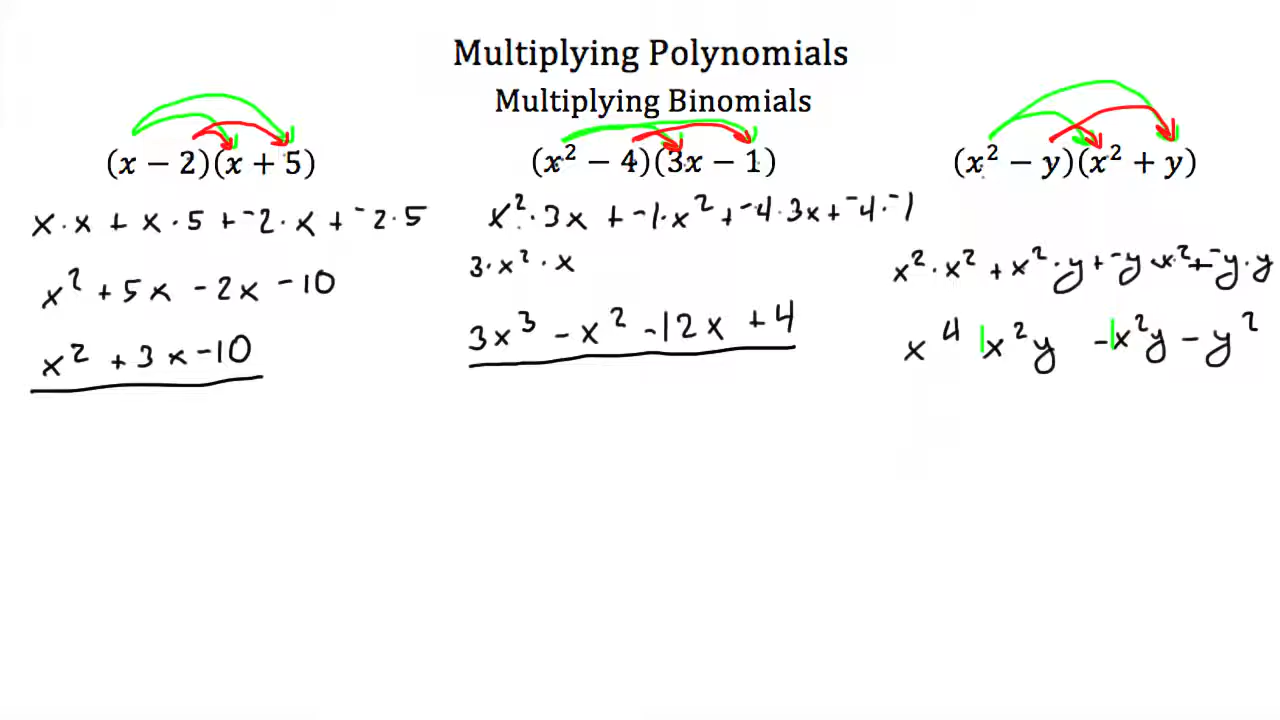 Multiplying Polynomials
Multiplying Binomials
(x − 2)(x + 5)
x · x + x · 5 + ⁻2 · x + ⁻2 · 5
x² + 5x - 2x - 10
x² + 3x - 10
(x² − 4)(3x − 1)
x² · 3x + ⁻1 · x² + ⁻4 · 3x + ⁻4 · ⁻1
3 · x² · x
3x³ - x² - 12x + 4
(x² − y)(x² + y)
x² · x² + x² · y + ⁻y · x² + ⁻y · y
x⁴ 1x²y - 1x²y - y²